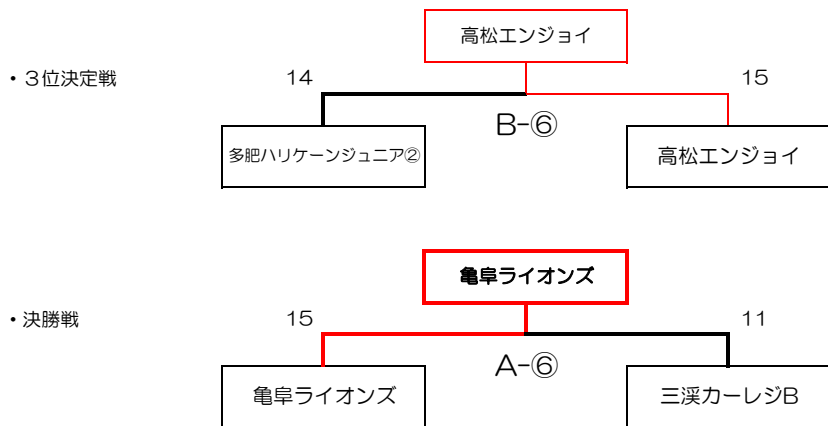 高松エンジョイ
・３位決定戦
14
15
B-⑥
多肥ハリケーンジュニア②
高松エンジョイ
亀阜ライオンズ
・決勝戦
15
11
A-⑥
亀阜ライオンズ
三渓カーレジB